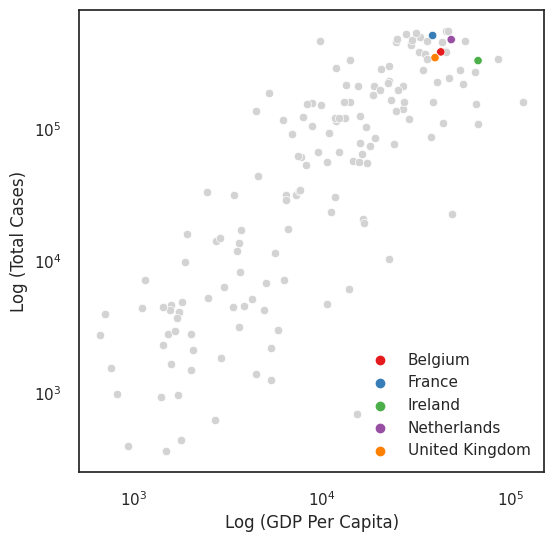 Log (Total Cases)
10^5
10^4
10^3
Belgium
France
Ireland
Netherlands
United Kingdom
10^3
10^4
10^5
Log (GDP Per Capita)